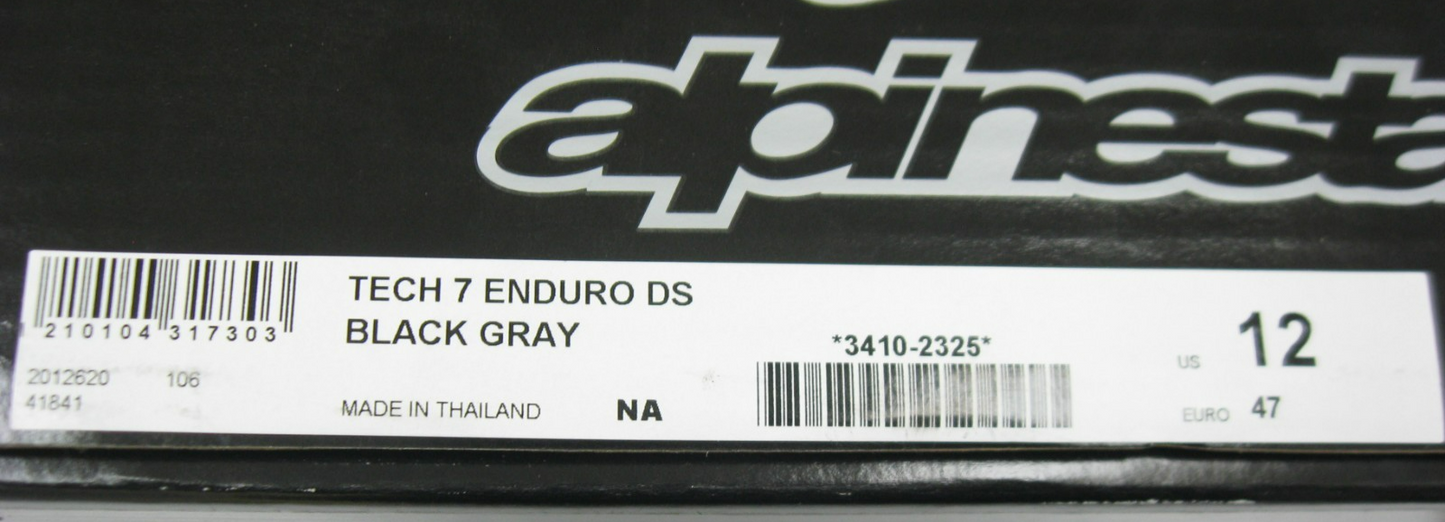 alpinesta
TECH 7 ENDURO DS
BLACK GRAY
1 210104 317303
2012620 106
41841
MADE IN THAILAND NA
*3410-2325*
US 12
EURO 47